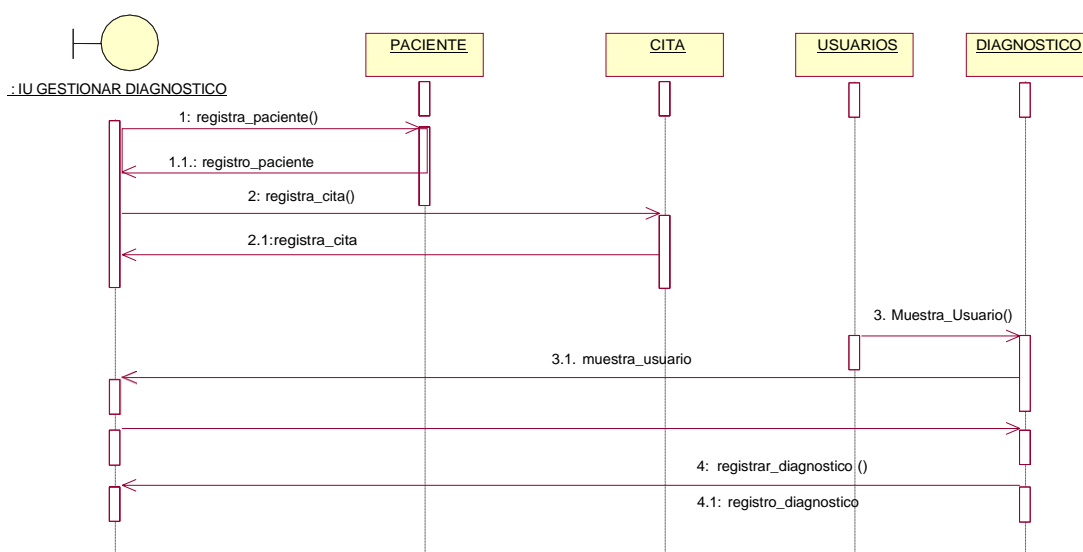 PACIENTE
CITA
USUARIOS
DIAGNOSTICO
: IU GESTIONAR DIAGNOSTICO
1: registra_paciente()
1.1.: registro_paciente
2: registra_cita()
2.1:registra_cita
3. Muestra_Usuario()
3.1. muestra_usuario
4: registrar_diagnostico ()
4.1: registro_diagnostico